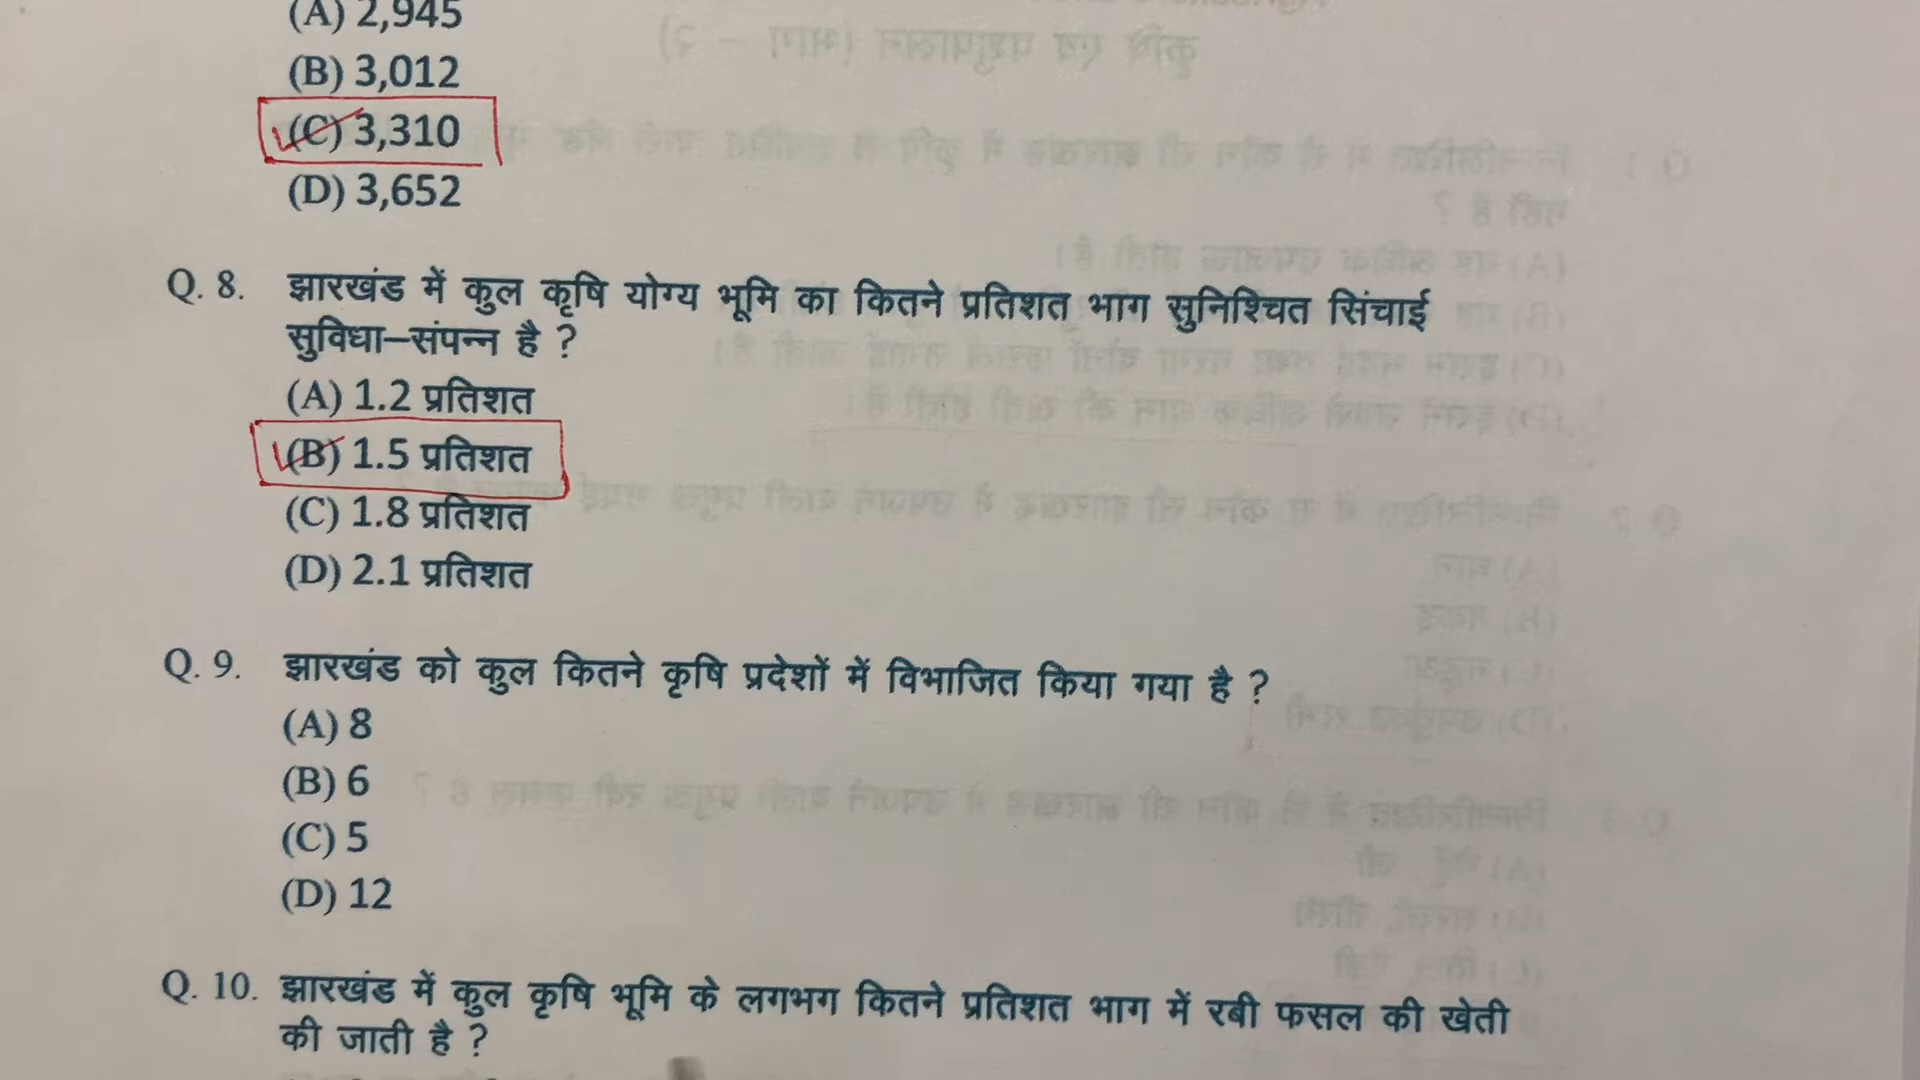 (A) 2,945
(B) 3,012
(C) 3,310
(D) 3,652
Q. 8. झारखंड में कुल कृषि योग्य भूमि का कितने प्रतिशत भाग सुनिश्चित सिंचाई
सुविधा–संपन्न है ?
(A) 1.2 प्रतिशत
(B) 1.5 प्रतिशत
(C) 1.8 प्रतिशत
(D) 2.1 प्रतिशत
Q. 9. झारखंड को कुल कितने कृषि प्रदेशों में विभाजित किया गया है ?
(A) 8
(B) 6
(C) 5
(D) 12
Q. 10. झारखंड में कुल कृषि भूमि के लगभग कितने प्रतिशत भाग में रबी फसल की खेती
की जाती है ?